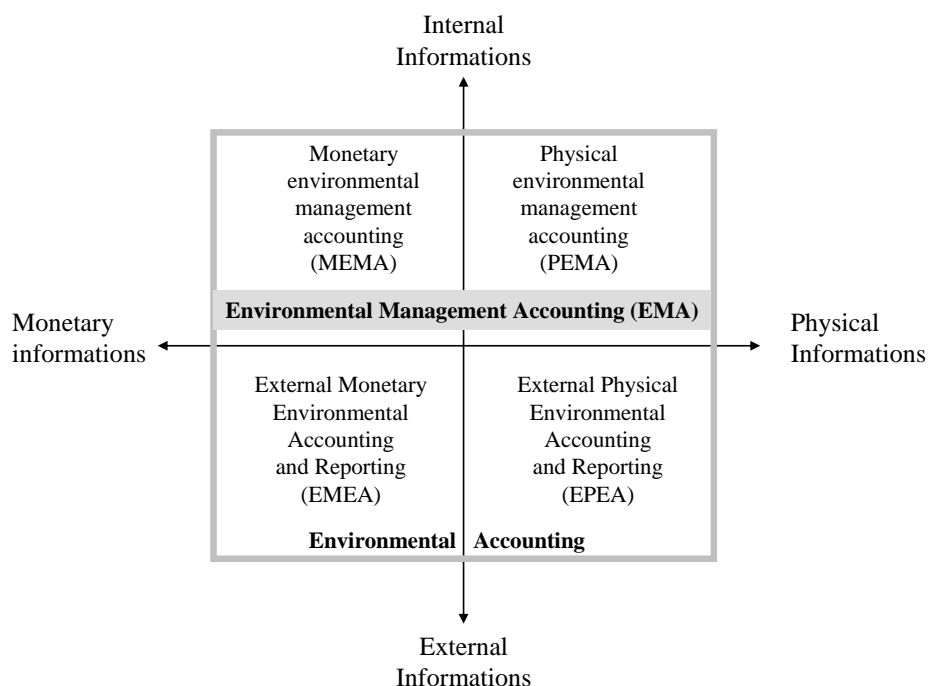 Internal
Informations
Monetary
environmental
management
accounting
(MEMA)
Physical
environmental
management
accounting
(PEMA)
Environmental Management Accounting (EMA)
Monetary
informations
Physical
Informations
External Monetary
Environmental
Accounting
and Reporting
(EMEA)
External Physical
Environmental
Accounting
and Reporting
(EPEA)
Environmental Accounting
External
Informations